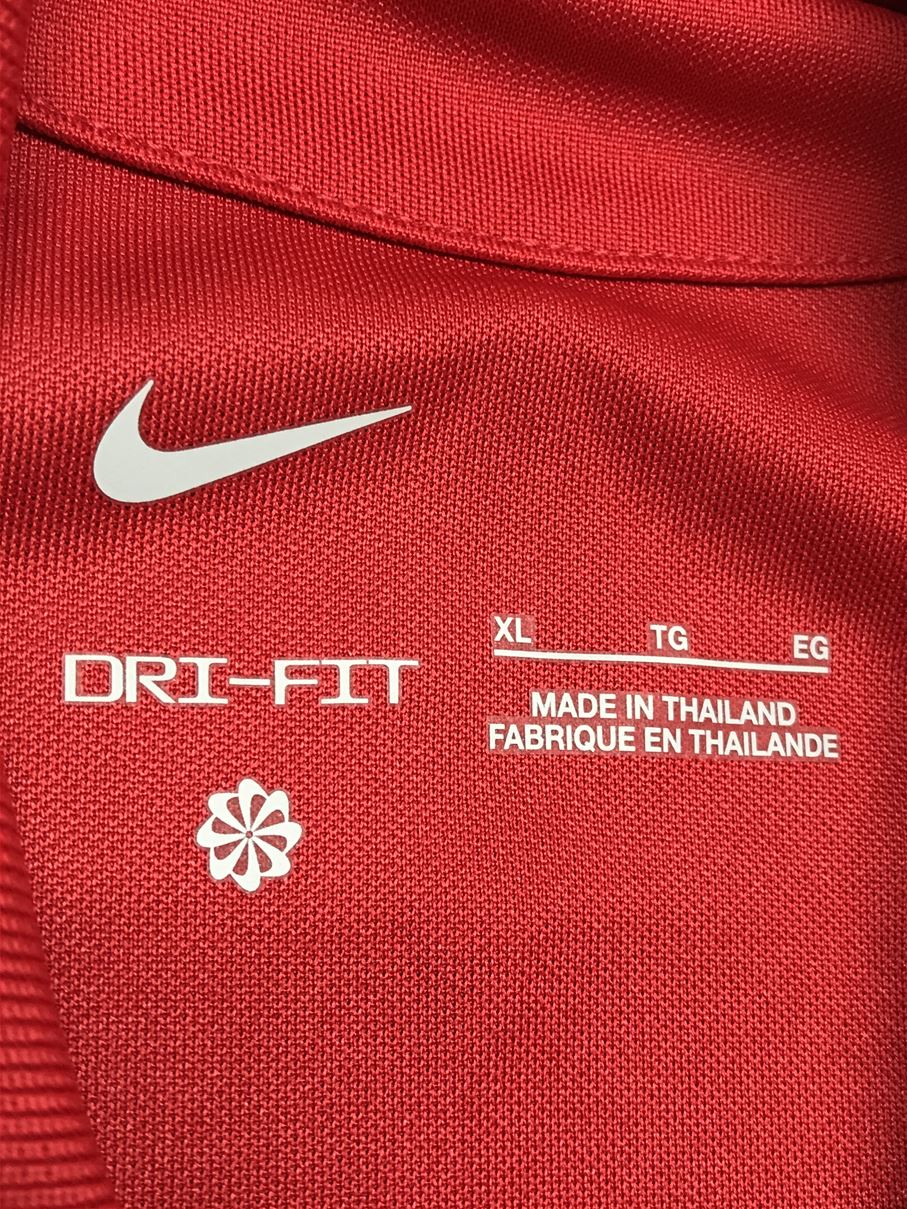 DRI-FIT
XL TG EG
MADE IN THAILAND
FABRIQUE EN THAILANDE